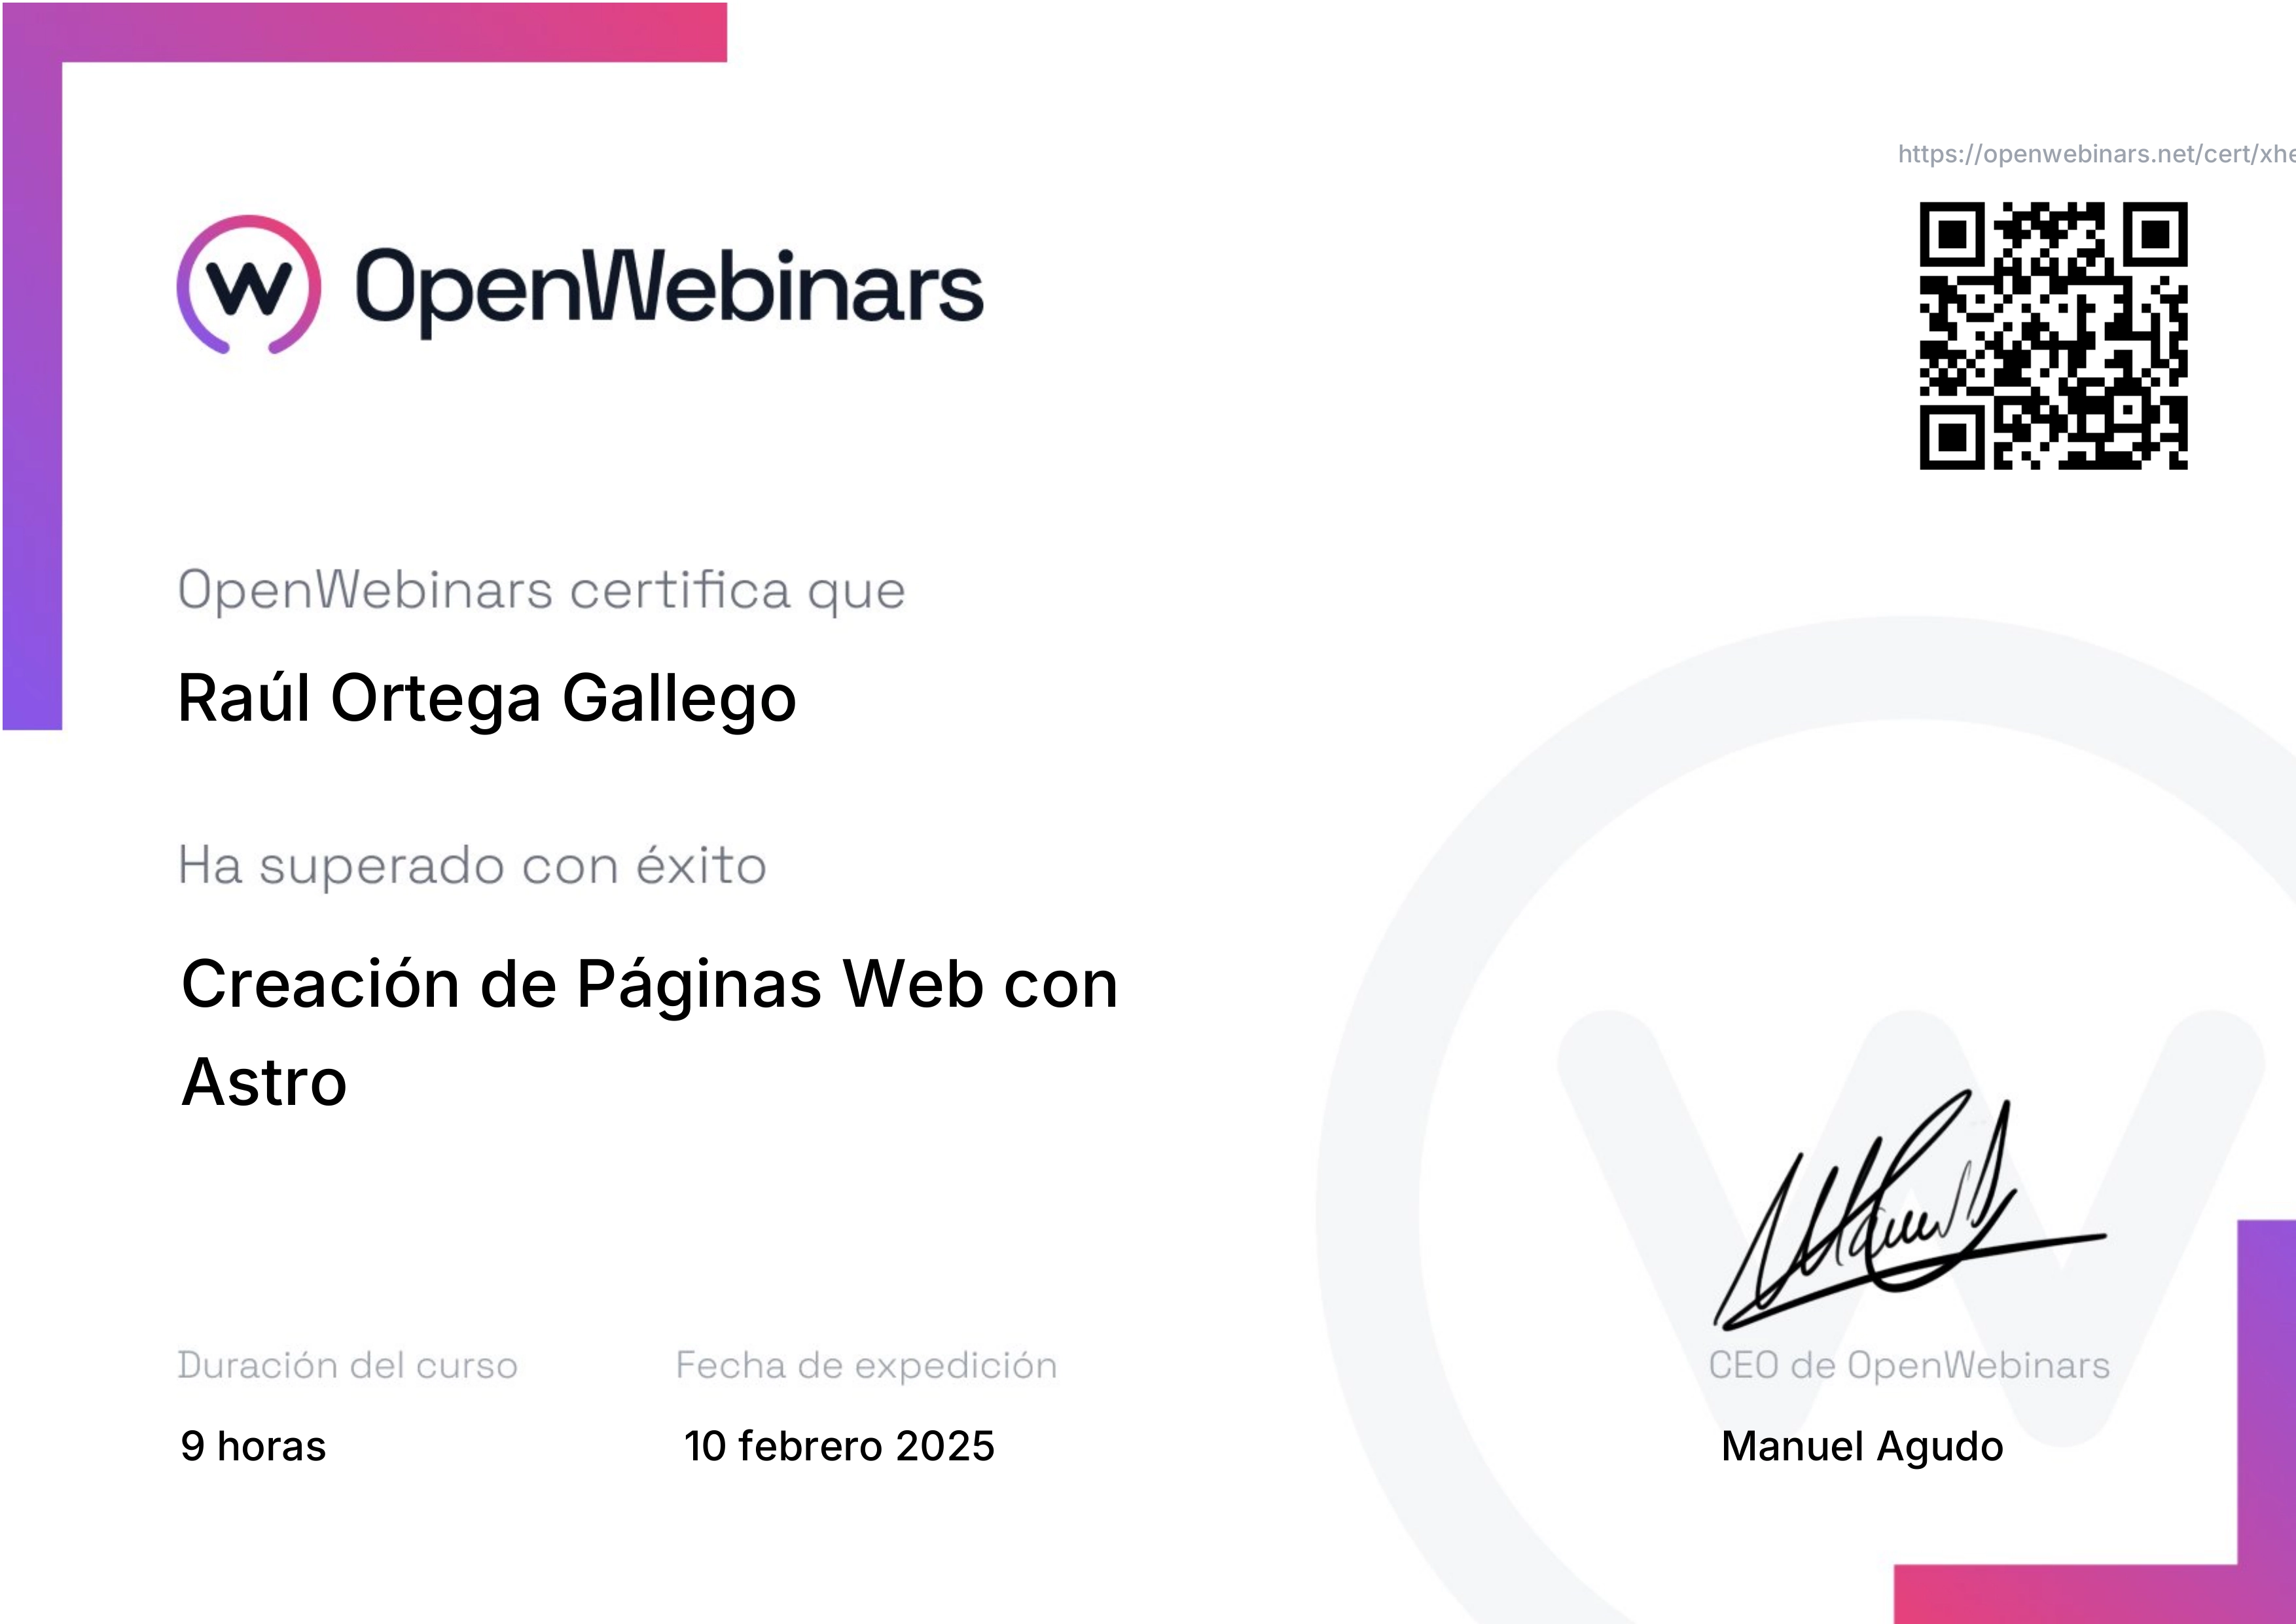 https://openwebinars.net/cert/xhe
OpenWebinars
OpenWebinars certifica que
Raúl Ortega Gallego
Ha superado con éxito
Creación de Páginas Web con
Astro
Duración del curso
Fecha de expedición
CEO de OpenWebinars
9 horas
10 febrero 2025
Manuel Agudo